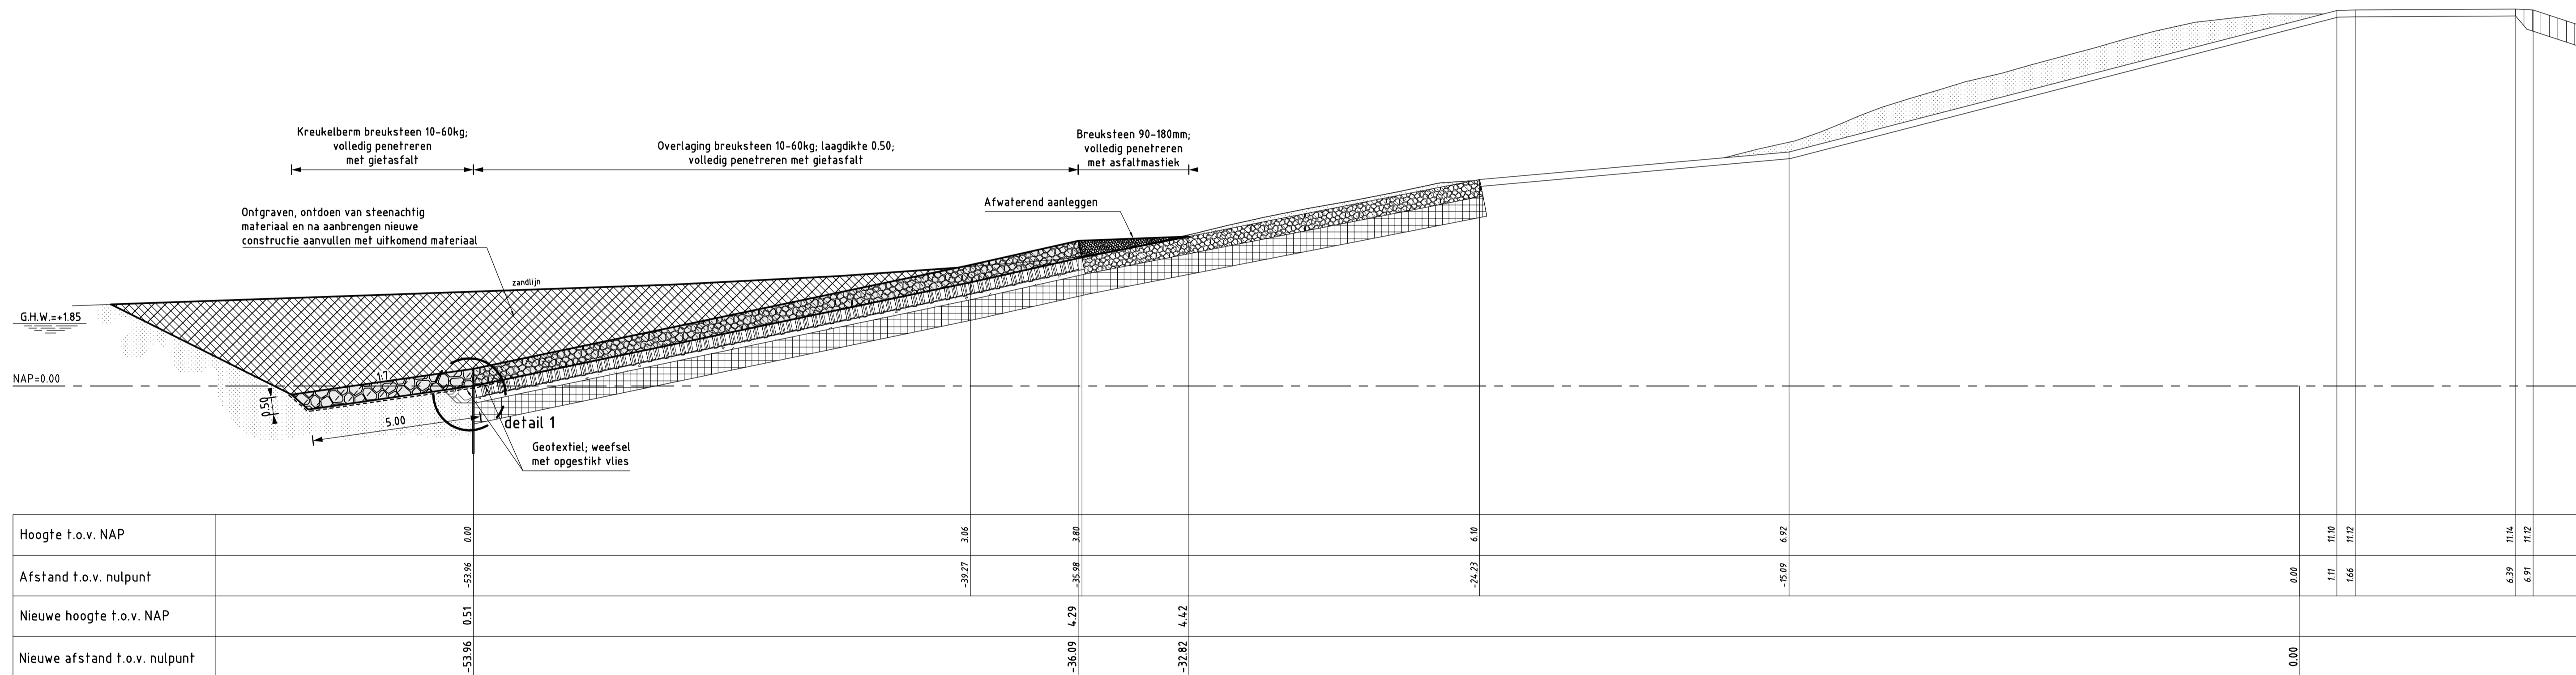 Kreukelberm breuksteen 10-60kg;
volledig penetreren
met gietasfalt
Overlaging breuksteen 10-60kg; laagdikte 0.50;
volledig penetreren met gietasfalt
Breuksteen 90-180mm;
volledig penetreren
met asfaltmastiek
Ontgraven, ontdoen van steenachtig
materiaal en na aanbrengen nieuwe
constructie aanvullen met uitkomend materiaal
Afwaterend aanleggen
zandlijn
G.H.W.=+1.85
NAP=0.00
1:7
0.50
5.00
detail 1
Geotextiel; weefsel
met opgestikt vlies
Hoogte t.o.v. NAP 0.00 3.06 3.80 6.10 6.92 11.10 11.12 11.14 11.12
Afstand t.o.v. nulpunt -53.96 -39.27 -35.98 -24.23 -15.09 0.00 1.11 1.66 6.39 6.91
Nieuwe hoogte t.o.v. NAP 0.51 4.29 4.42
Nieuwe afstand t.o.v. nulpunt -53.96 -36.09 -32.82 0.00